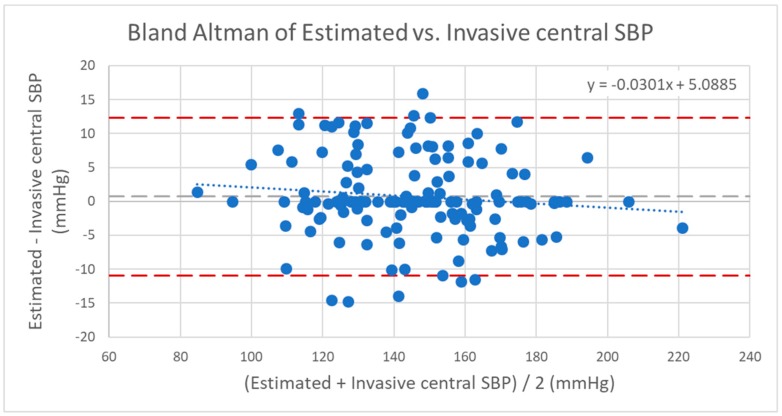 Bland Altman of Estimated vs. Invasive central SBP
y = -0.0301x + 5.0885
Estimated - Invasive central SBP
(mmHg)
20
15
10
5
0
-5
-10
-15
-20
60 80 100 120 140 160 180 200 220 240
(Estimated + Invasive central SBP) / 2 (mmHg)